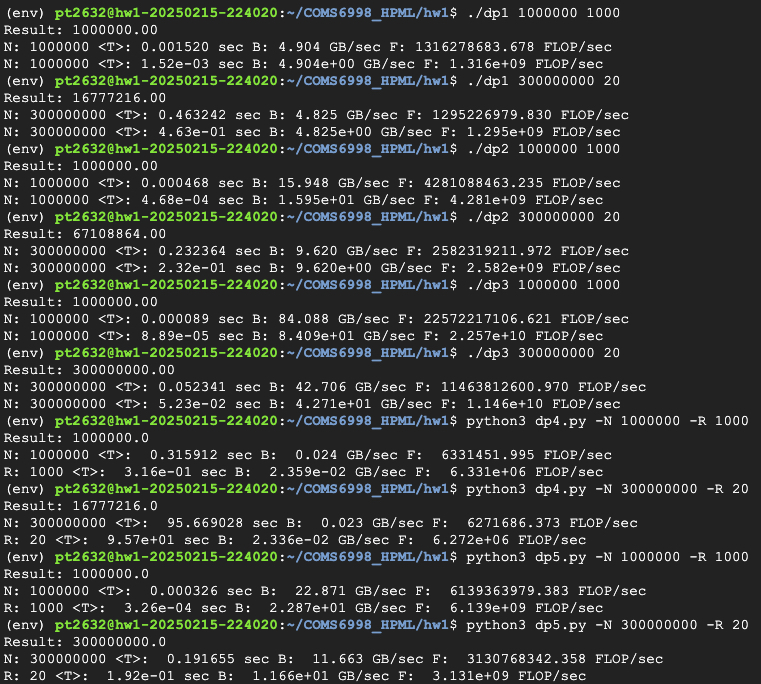 (env) pt2632@hw1-20250215-224020:~/COMS6998_HPML/hw1$ ./dp1 1000000 1000
Result: 1000000.00
N: 1000000 <T>: 0.001520 sec B: 4.904 GB/sec F: 1316278683.678 FLOP/sec
N: 1000000 <T>: 1.52e-03 sec B: 4.904e+00 GB/sec F: 1.316e+09 FLOP/sec
(env) pt2632@hw1-20250215-224020:~/COMS6998_HPML/hw1$ ./dp1 300000000 20
Result: 16777216.00
N: 300000000 <T>: 0.463242 sec B: 4.825 GB/sec F: 1295226979.830 FLOP/sec
N: 300000000 <T>: 4.63e-01 sec B: 4.825e+00 GB/sec F: 1.295e+09 FLOP/sec
(env) pt2632@hw1-20250215-224020:~/COMS6998_HPML/hw1$ ./dp2 1000000 1000
Result: 1000000.00
N: 1000000 <T>: 0.000468 sec B: 15.948 GB/sec F: 4281088463.235 FLOP/sec
N: 1000000 <T>: 4.68e-04 sec B: 1.595e+01 GB/sec F: 4.281e+09 FLOP/sec
(env) pt2632@hw1-20250215-224020:~/COMS6998_HPML/hw1$ ./dp2 300000000 20
Result: 67108864.00
N: 300000000 <T>: 0.232364 sec B: 9.620 GB/sec F: 2582319211.972 FLOP/sec
N: 300000000 <T>: 2.32e-01 sec B: 9.620e+00 GB/sec F: 2.582e+09 FLOP/sec
(env) pt2632@hw1-20250215-224020:~/COMS6998_HPML/hw1$ ./dp3 1000000 1000
Result: 1000000.00
N: 1000000 <T>: 0.000089 sec B: 84.088 GB/sec F: 22572217106.621 FLOP/sec
N: 1000000 <T>: 8.89e-05 sec B: 8.409e+01 GB/sec F: 2.257e+10 FLOP/sec
(env) pt2632@hw1-20250215-224020:~/COMS6998_HPML/hw1$ ./dp3 300000000 20
Result: 300000000.00
N: 300000000 <T>: 0.052341 sec B: 42.706 GB/sec F: 11463812600.970 FLOP/sec
N: 300000000 <T>: 5.23e-02 sec B: 4.271e+01 GB/sec F: 1.146e+10 FLOP/sec
(env) pt2632@hw1-20250215-224020:~/COMS6998_HPML/hw1$ python3 dp4.py -N 1000000 -R 1000
Result: 1000000.0
N: 1000000 <T>:  0.315912 sec B:  0.024 GB/sec F:  6331451.995 FLOP/sec
R: 1000 <T>:  3.16e-01 sec B:  2.359e-02 GB/sec F:  6.331e+06 FLOP/sec
(env) pt2632@hw1-20250215-224020:~/COMS6998_HPML/hw1$ python3 dp4.py -N 300000000 -R 20
Result: 16777216.0
N: 300000000 <T>:  95.669028 sec B:  0.023 GB/sec F:  6271686.373 FLOP/sec
R: 20 <T>:  9.57e+01 sec B:  2.336e-02 GB/sec F:  6.272e+06 FLOP/sec
(env) pt2632@hw1-20250215-224020:~/COMS6998_HPML/hw1$ python3 dp5.py -N 1000000 -R 1000
Result: 1000000.0
N: 1000000 <T>:  0.000326 sec B:  22.871 GB/sec F:  6139363979.383 FLOP/sec
R: 1000 <T>:  3.26e-04 sec B:  2.287e+01 GB/sec F:  6.139e+09 FLOP/sec
(env) pt2632@hw1-20250215-224020:~/COMS6998_HPML/hw1$ python3 dp5.py -N 300000000 -R 20
Result: 300000000.0
N: 300000000 <T>:  0.191655 sec B:  11.663 GB/sec F:  3130768342.358 FLOP/sec
R: 20 <T>:  1.92e-01 sec B:  1.166e+01 GB/sec F:  3.131e+09 FLOP/sec